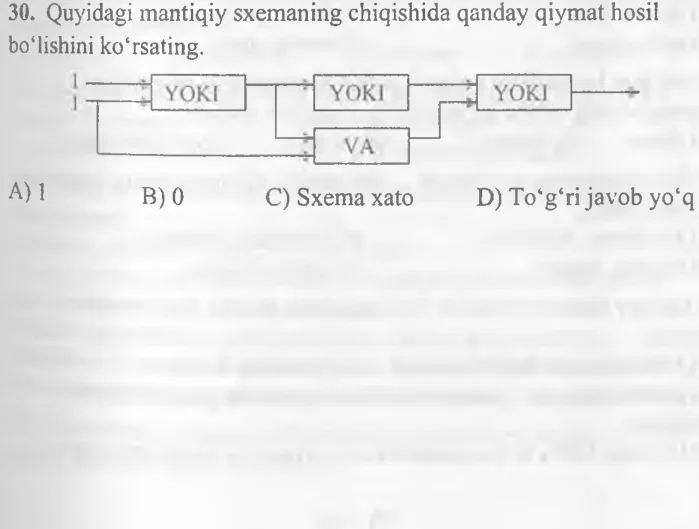 30. Quyidagi mantiqiy sxemaning chiqishida qanday qiymat hosil
bo‘lishini ko‘rsating.
1
1
YOKI YOKI YOKI
VA
A) 1 B) 0 C) Sxema xato D) To‘g‘ri javob yo‘q